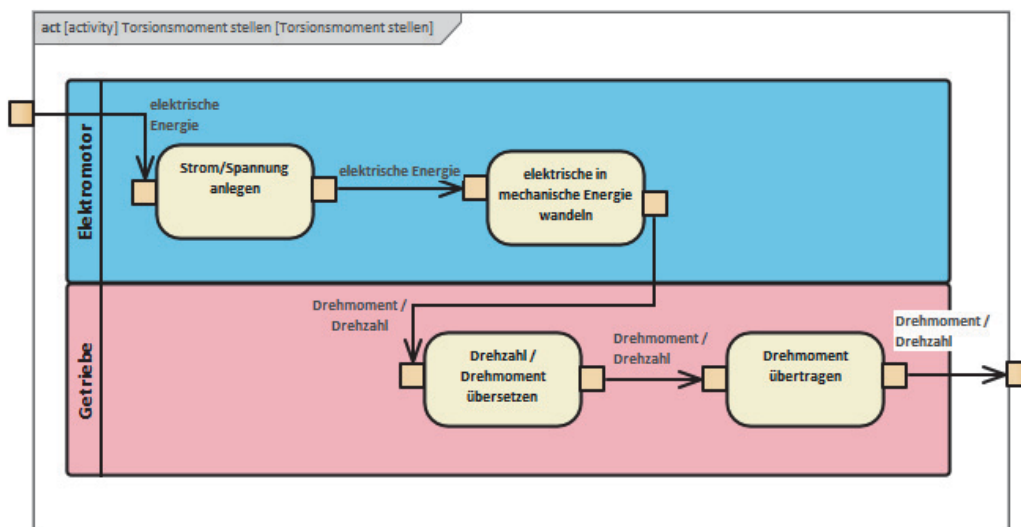 act [activity] Torsionsmoment stellen [Torsionsmoment stellen]
Elektromotor
elektrische
Energie
Strom/Spannung
anlegen
elektrische Energie
elektrische in
mechanische Energie
wandeln
Getriebe
Drehmoment /
Drehzahl
Drehzahl /
Drehmoment
übersetzen
Drehmoment /
Drehzahl
Drehmoment
übertragen
Drehmoment /
Drehzahl